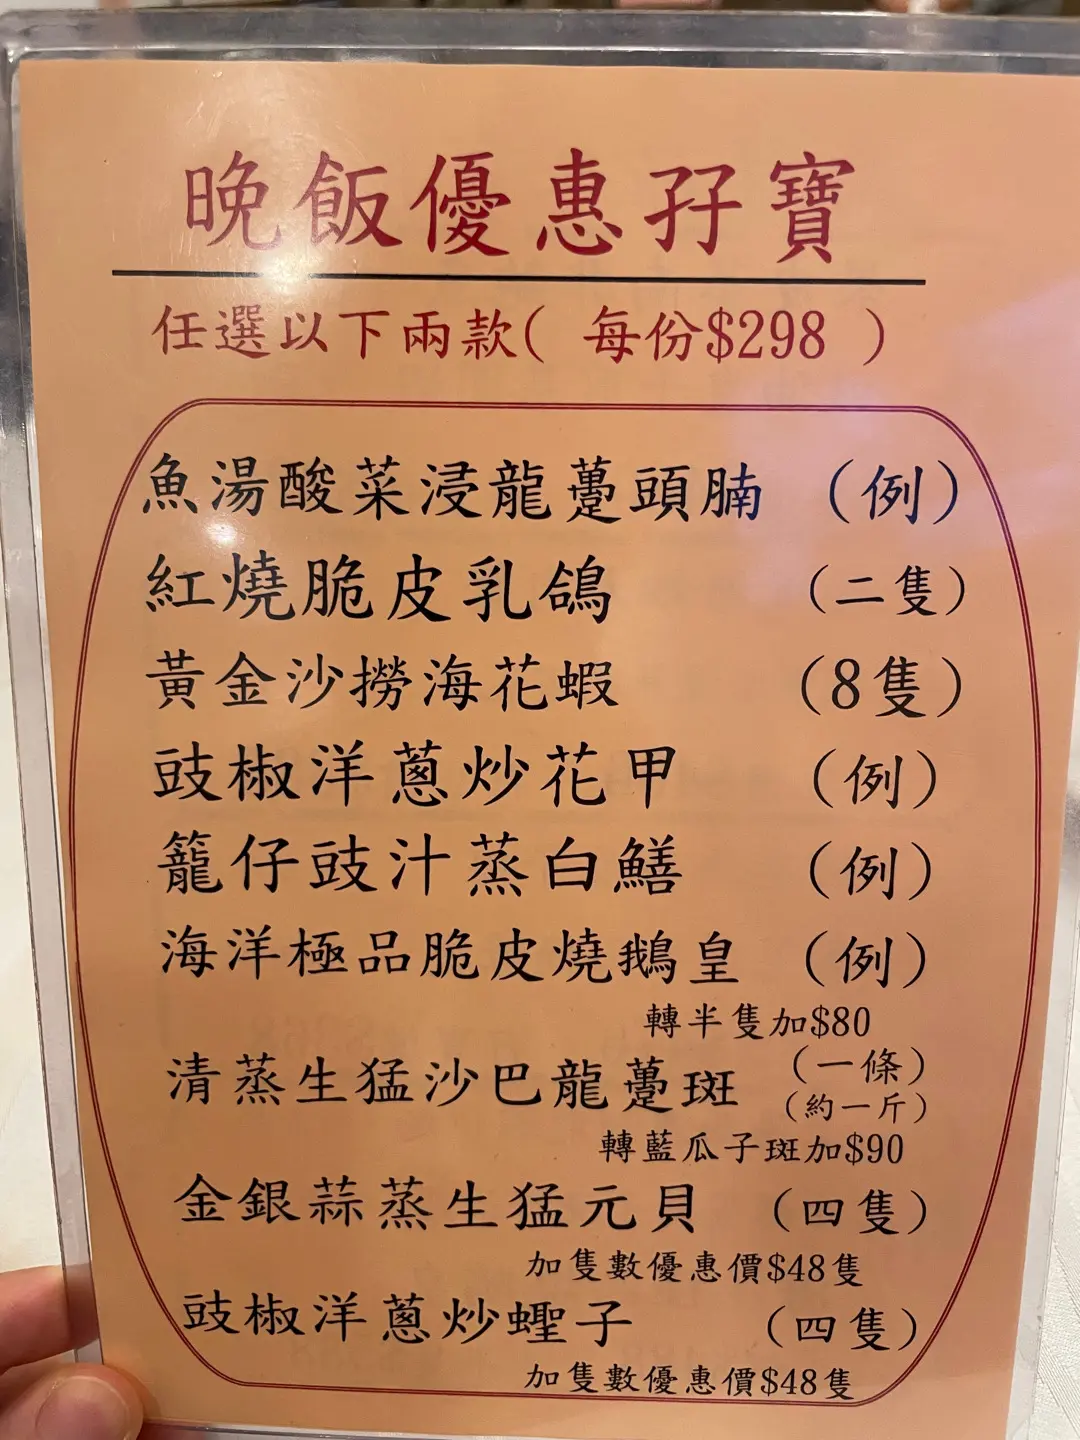 晚飯優惠孖寶
任選以下兩款( 每份$298 )
魚湯酸菜浸龍躉頭腩 (例)
紅燒脆皮乳鴿 (二隻)
黃金沙撈海花蝦 (8隻)
豉椒洋蔥炒花甲 (例)
籠仔豉汁蒸白鱔 (例)
海洋極品脆皮燒鵝皇 (例)
轉半隻加$80
清蒸生猛沙巴龍躉斑 (一條)
(約一斤)
轉藍瓜子斑加$90
金銀蒜蒸生猛元貝 (四隻)
加隻數優惠價$48隻
豉椒洋蔥炒蟶子 (四隻)
加隻數優惠價$48隻